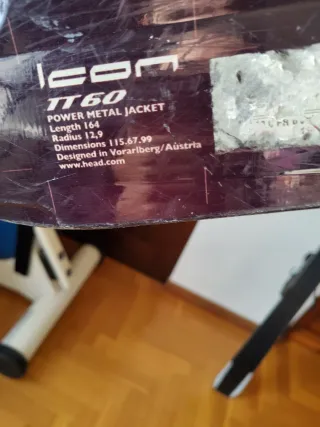 ICON
TT60
POWER METAL JACKET
Length 164
Radius 12,9
Dimensions 115.67.99
Designed in Vorarlberg/Austria
www.head.com